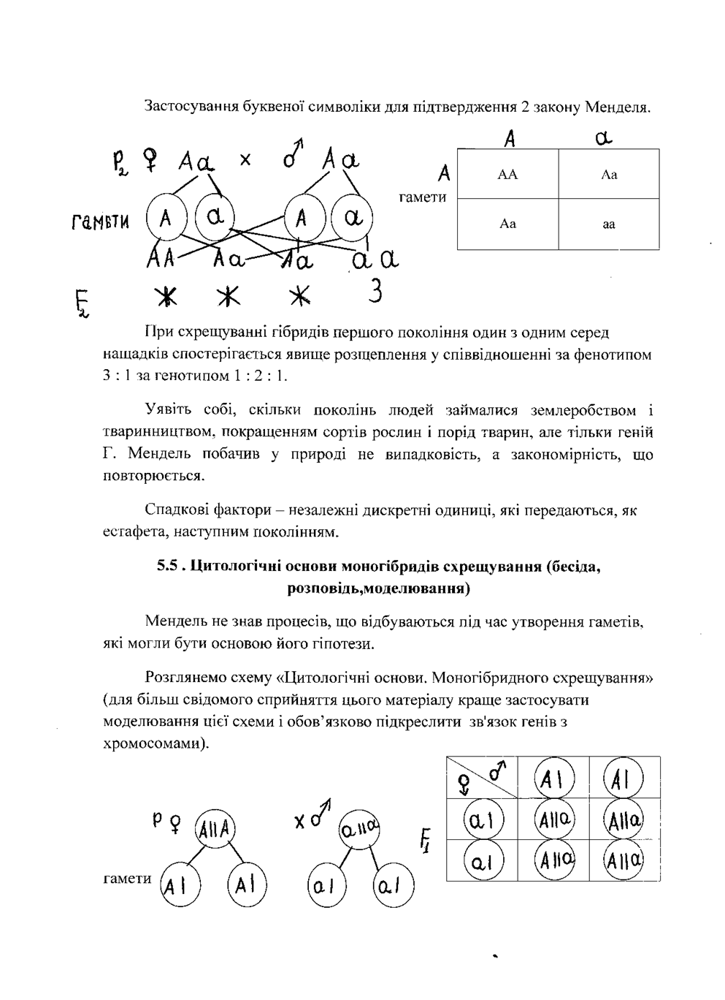 Застосування буквеної символіки для підтвердження 2 закону Менделя.
P₂ ♀ Aa × ♂ Aa
A a
A AA Aa
гамети Aa aa
гамети A a A a
AA Aa Aa aa
F₂ З
При схрещуванні гібридів першого покоління один з одним серед
нащадків спостерігається явище розщеплення у співвідношенні за фенотипом
3 : 1 за генотипом 1 : 2 : 1.
Уявіть собі, скільки поколінь людей займалися землеробством і
тваринництвом, покращенням сортів рослин і порід тварин, але тільки геній
Г. Мендель побачив у природі не випадковість, а закономірність, що
повторюється.
Спадкові фактори – незалежні дискретні одиниці, які передаються, як
естафета, наступним поколінням.
5.5 . Цитологічні основи моногібридів схрещування (бесіда,
розповідь,моделювання)
Мендель не знав процесів, що відбуваються під час утворення гаметів,
які могли бути основою його гіпотези.
Розглянемо схему «Цитологічні основи. Моногібридного схрещування»
(для більш свідомого сприйняття цього матеріалу краще застосувати
моделювання цієї схеми і обов’язково підкреслити зв'язок генів з
хромосомами).
P ♀ A||A × ♂ a||a
гамети A| A| a| a|
♀ ♂ A| A|
F₁ a| A||a A||a
a| A||a A||a